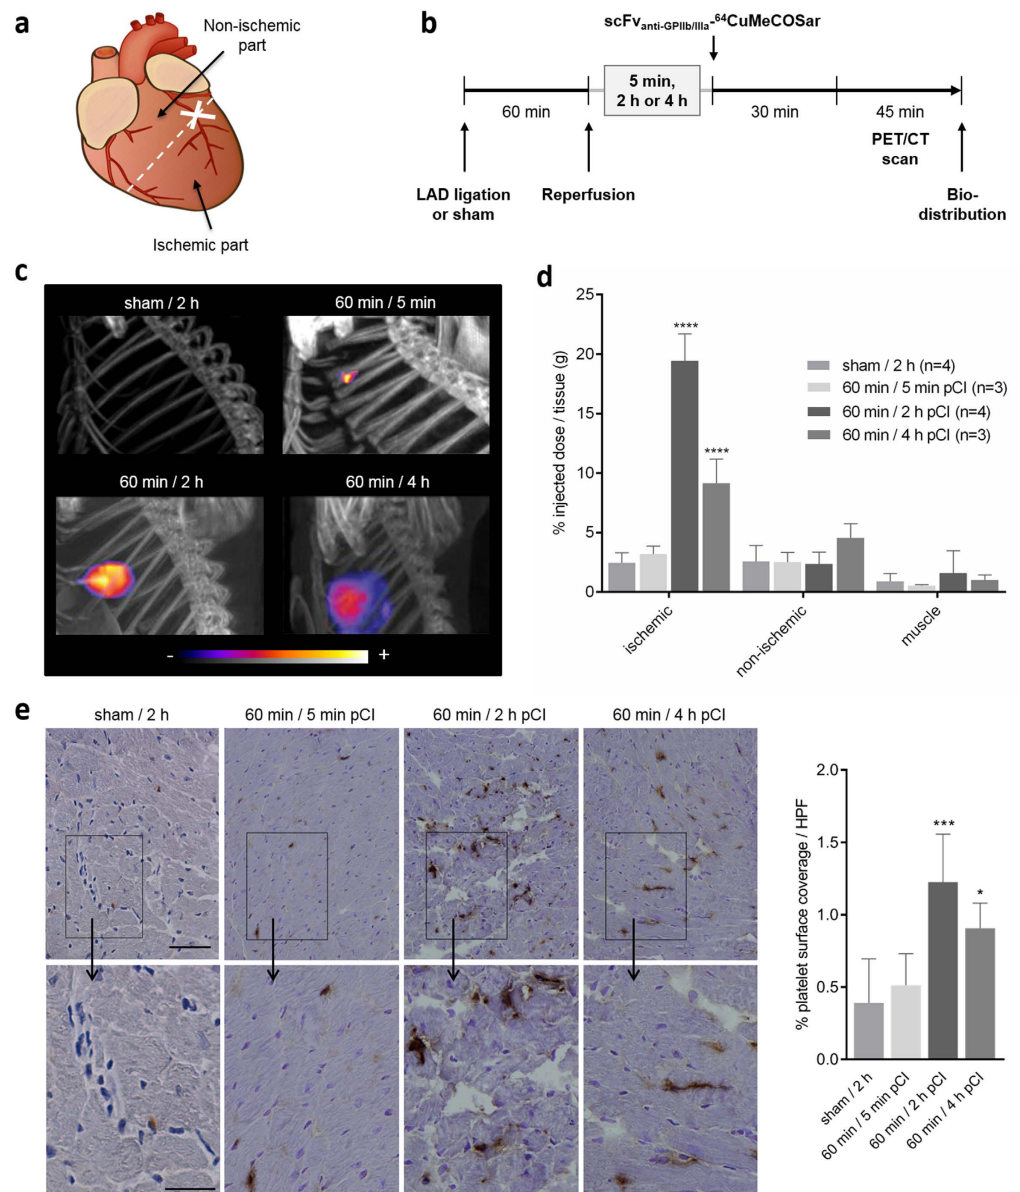 a
Non-ischemic
part
Ischemic part
b
scFvanti-GPIIb/IIIa-64CuMeCOSar
5 min,
2 h or 4 h
60 min
30 min
45 min
PET/CT
scan
LAD ligation
or sham
Reperfusion
Bio-
distribution
c
sham / 2 h
60 min / 5 min
60 min / 2 h
60 min / 4 h
-
+
d
% injected dose / tissue (g)
25
20
15
10
5
0
****
****
sham / 2 h (n=4)
60 min / 5 min pCI (n=3)
60 min / 2 h pCI (n=4)
60 min / 4 h pCI (n=3)
ischemic
non-ischemic
muscle
e
sham / 2 h
60 min / 5 min pCI
60 min / 2 h pCI
60 min / 4 h pCI
% platelet surface coverage / HPF
2.0
1.5
1.0
0.5
0.0
***
*
sham / 2 h
60 min / 5 min pCI
60 min / 2 h pCI
60 min / 4 h pCI